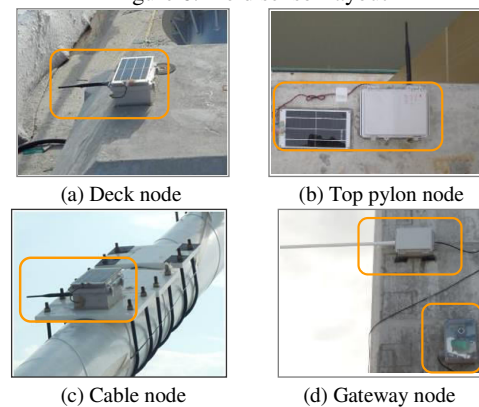 (a) Deck node
(b) Top pylon node
(c) Cable node
(d) Gateway node